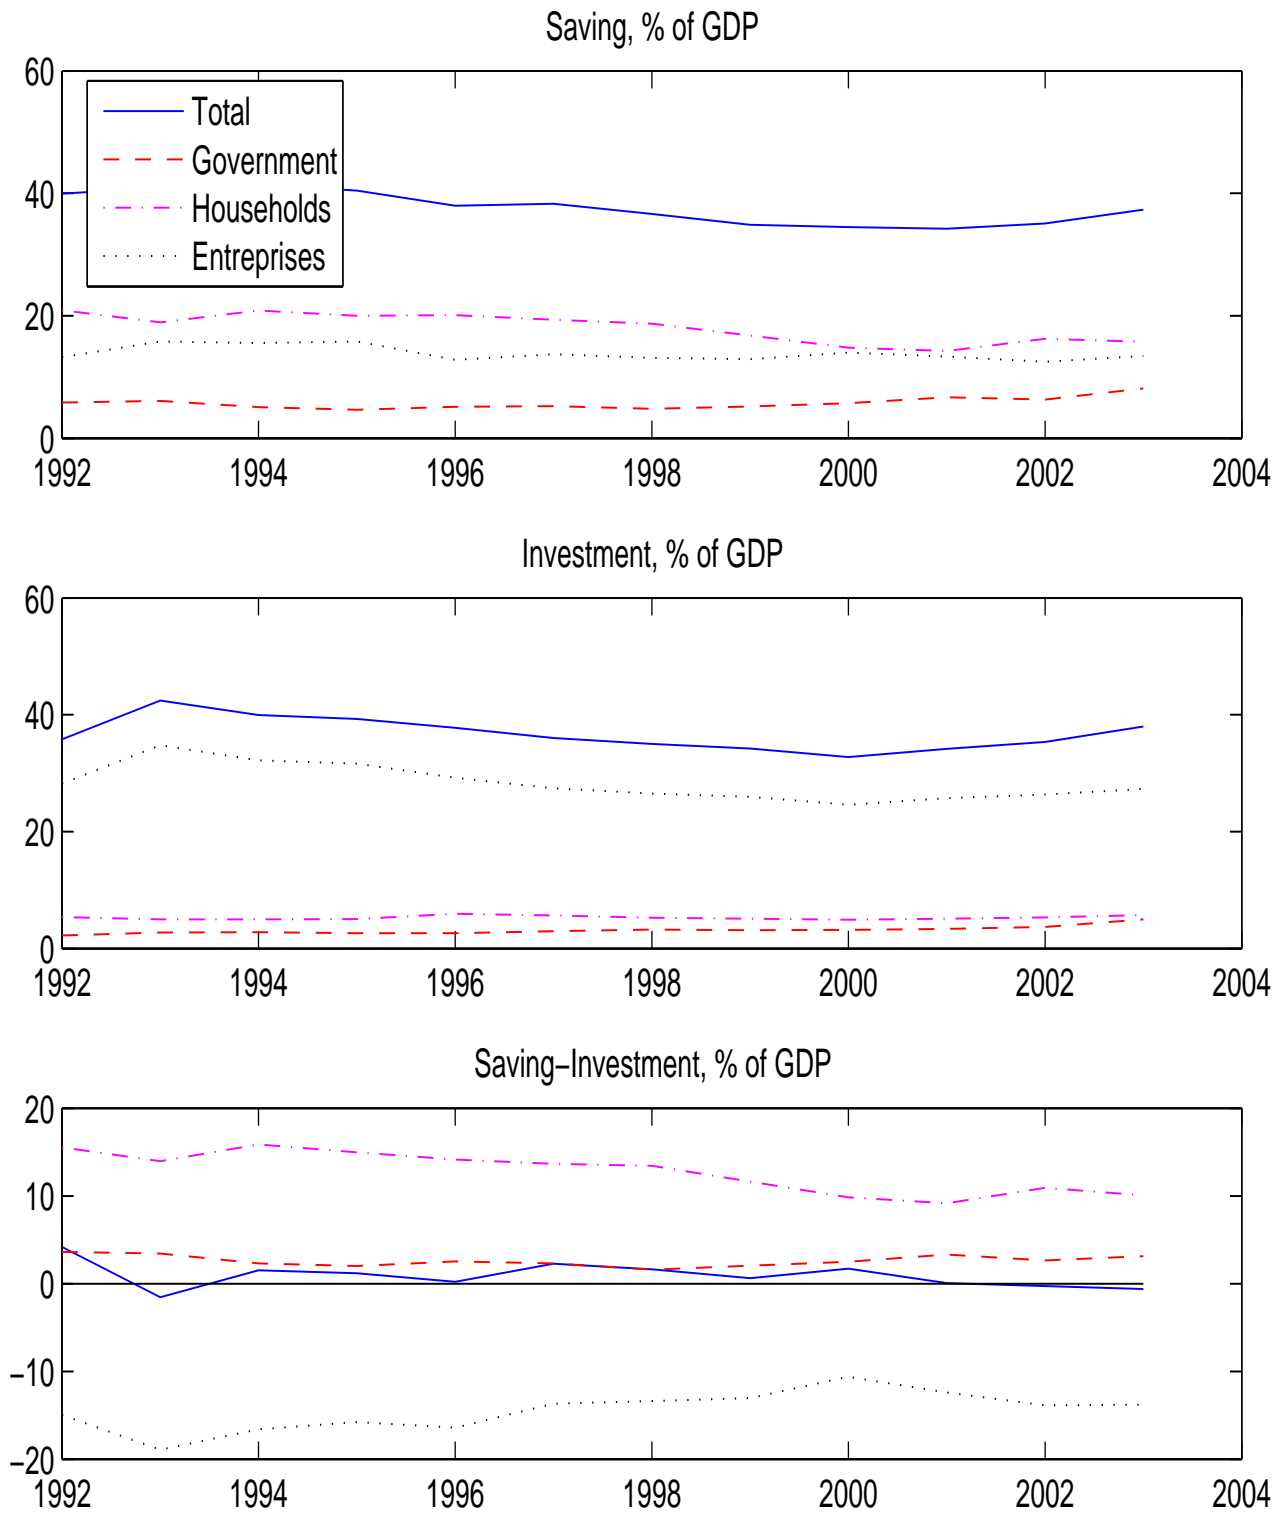 Saving, % of GDP
60
40
20
0
Total
Government
Households
Entreprises
1992 1994 1996 1998 2000 2002 2004
Investment, % of GDP
60
40
20
0
1992 1994 1996 1998 2000 2002 2004
Saving−Investment, % of GDP
20
10
0
−10
−20
1992 1994 1996 1998 2000 2002 2004